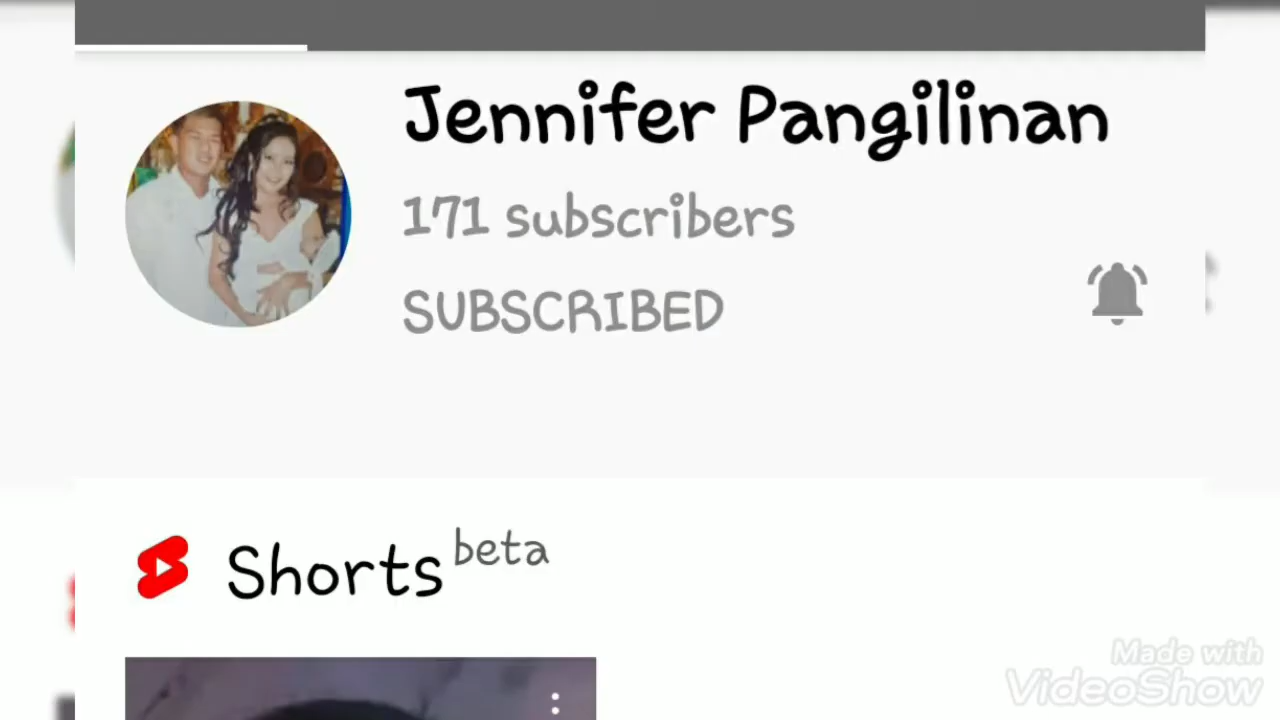 Jennifer Pangilinan
171 subscribers
SUBSCRIBED
Shorts beta
Made with
VideoShow